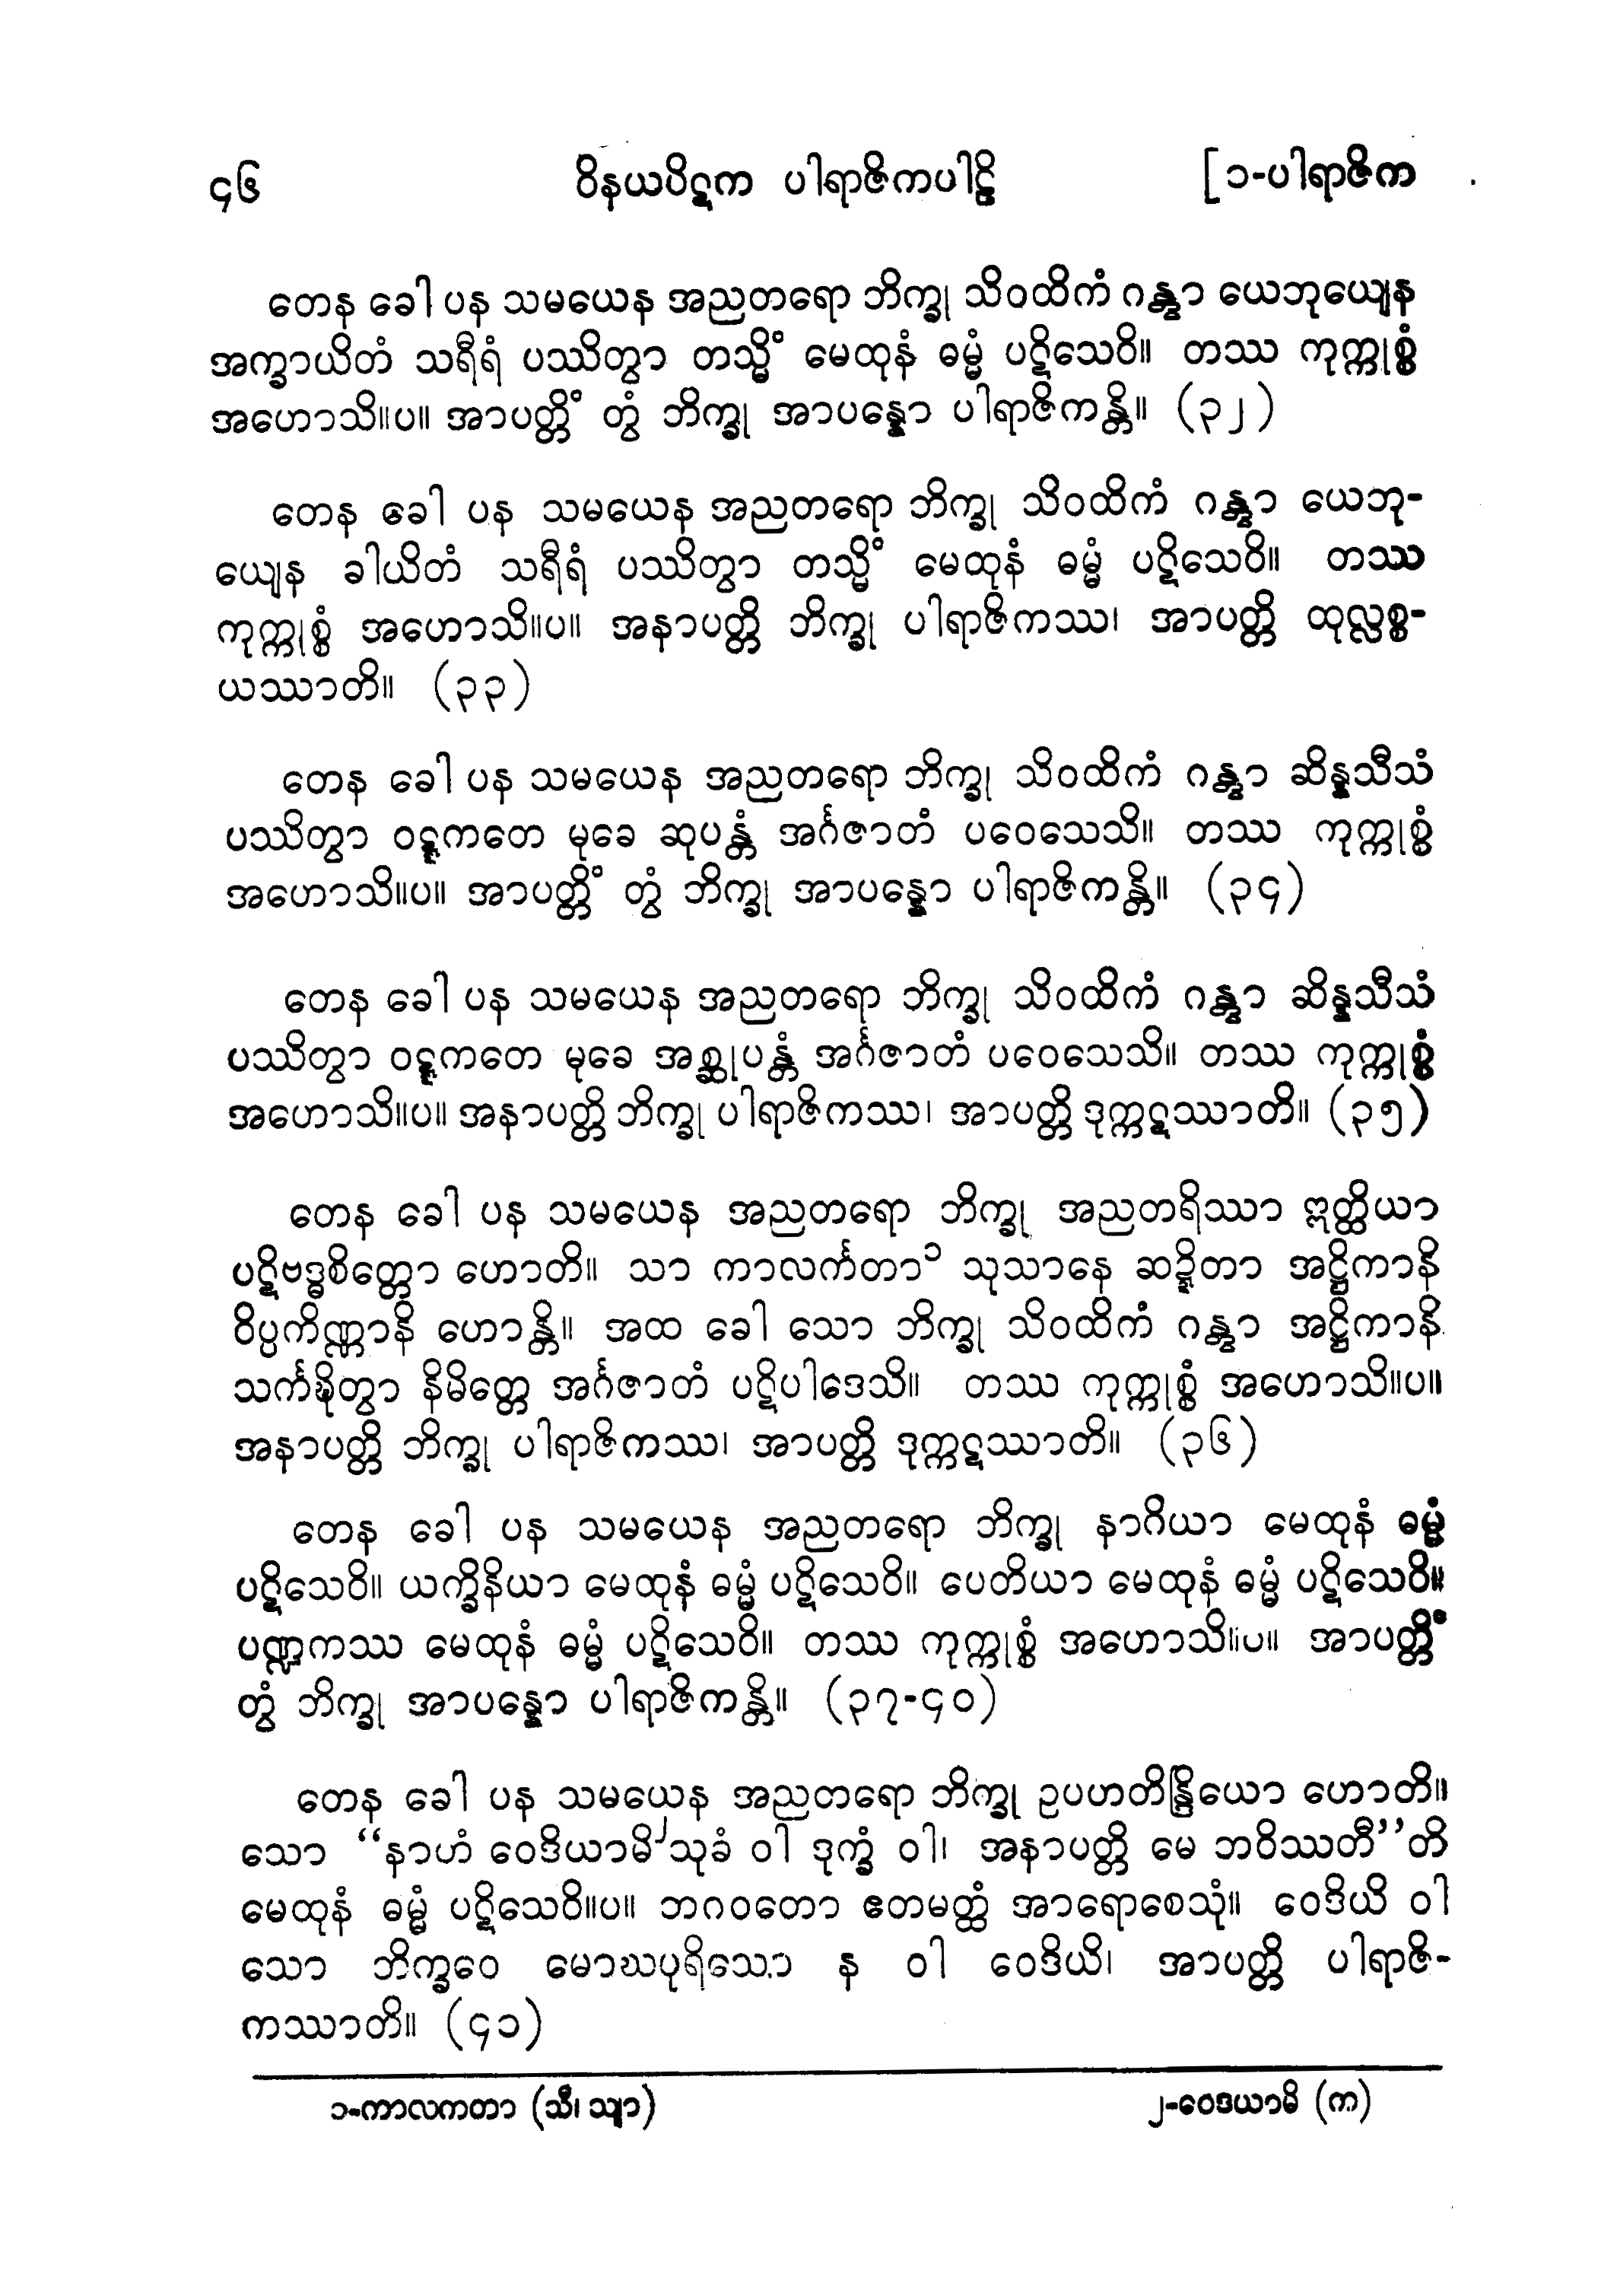 ၄၆ ဝိနယပိဋက ပါရာဇိကပါဠိ [၁-ပါရာဇိက
တေန ခေါ ပန သမယေန အညတရော ဘိက္ခု သိဝထိကံ ဂန္တွာ ယေဘုယျေန
အက္ခာယိတံ သရီရံ ပဿိတွာ တသ္မိံ မေထုနံ ဓမ္မံ ပဋိသေဝိ။ တဿ ကုက္ကုစ္စံ
အဟောသိ။ပ။ အာပတ္တိံ တွံ ဘိက္ခု အာပန္နော ပါရာဇိကန္တိ။ (၃၂)
တေန ခေါ ပန သမယေန အညတရော ဘိက္ခု သိဝထိကံ ဂန္တွာ ယေဘု-
ယျေန ခါယိတံ သရီရံ ပဿိတွာ တသ္မိံ မေထုနံ ဓမ္မံ ပဋိသေဝိ။ တဿ
ကုက္ကုစ္စံ အဟောသိ။ပ။ အနာပတ္တိ ဘိက္ခု ပါရာဇိကဿ၊ အာပတ္တိ ထုလ္လစ္စ-
ယဿာတိ။ (၃၃)
တေန ခေါ ပန သမယေန အညတရော ဘိက္ခု သိဝထိကံ ဂန္တွာ ဆိန္နသီသံ
ပဿိတွာ ဝဋ္ဋကတေ မုခေ ဆုပန္တံ အင်္ဂဇာတံ ပဝေသေသိ။ တဿ ကုက္ကုစ္စံ
အဟောသိ။ပ။ အာပတ္တိံ တွံ ဘိက္ခု အာပန္နော ပါရာဇိကန္တိ။ (၃၄)
တေန ခေါ ပန သမယေန အညတရော ဘိက္ခု သိဝထိကံ ဂန္တွာ ဆိန္နသီသံ
ပဿိတွာ ဝဋ္ဋကတေ မုခေ အစ္ဆုပန္တံ အင်္ဂဇာတံ ပဝေသေသိ။ တဿ ကုက္ကုစ္စံ
အဟောသိ။ပ။ အနာပတ္တိ ဘိက္ခု ပါရာဇိကဿ၊ အာပတ္တိ ဒုက္ကဋဿာတိ။ (၃၅)
တေန ခေါ ပန သမယေန အညတရော ဘိက္ခု အညတရိဿာ ဣတ္ထိယာ
ပဋိဗဒ္ဓစိတ္တော ဟောတိ။ သာ ကာလင်္ကတာ၁ သုသာနေ ဆဍ္ဍိတာ အဋ္ဌိကာနိ
ဝိပ္ပကိဏ္ဏာနိ ဟောန္တိ။ အထ ခေါ သော ဘိက္ခု သိဝထိကံ ဂန္တွာ အဋ္ဌိကာနိ
သင်္ကဍ္ဎိတွာ နိမိတ္တေ အင်္ဂဇာတံ ပဋိပါဒေသိ။ တဿ ကုက္ကုစ္စံ အဟောသိ။ပ။
အနာပတ္တိ ဘိက္ခု ပါရာဇိကဿ၊ အာပတ္တိ ဒုက္ကဋဿာတိ။ (၃၆)
တေန ခေါ ပန သမယေန အညတရော ဘိက္ခု နာဂိယာ မေထုနံ ဓမ္မံ
ပဋိသေဝိ။ ယက္ခိနိယာ မေထုနံ ဓမ္မံ ပဋိသေဝိ။ ပေတိယာ မေထုနံ ဓမ္မံ ပဋိသေဝိ။
ပဏ္ဍကဿ မေထုနံ ဓမ္မံ ပဋိသေဝိ။ တဿ ကုက္ကုစ္စံ အဟောသိ။ပ။ အာပတ္တိံ
တွံ ဘိက္ခု အာပန္နော ပါရာဇိကန္တိ။ (၃၇-၄၀)
တေန ခေါ ပန သမယေန အညတရော ဘိက္ခု ဥပဟတိန္ဒြိယော ဟောတိ။
သော “နာဟံ ဝေဒိယာမိ၂သုခံ ဝါ ဒုက္ခံ ဝါ၊ အနာပတ္တိ မေ ဘဝိဿတီ”တိ
မေထုနံ ဓမ္မံ ပဋိသေဝိ။ပ။ ဘဂဝတော ဧတမတ္ထံ အာရောစေသုံ။ ဝေဒိယိ ဝါ
သော ဘိက္ခဝေ မောဃပုရိသော န ဝါ ဝေဒိယိ၊ အာပတ္တိ ပါရာဇိ-
ကဿာတိ။ (၄၁)
၁-ကာလကတာ (သီ၊ သျာ) ၂-ဝေဒယာမိ (က)